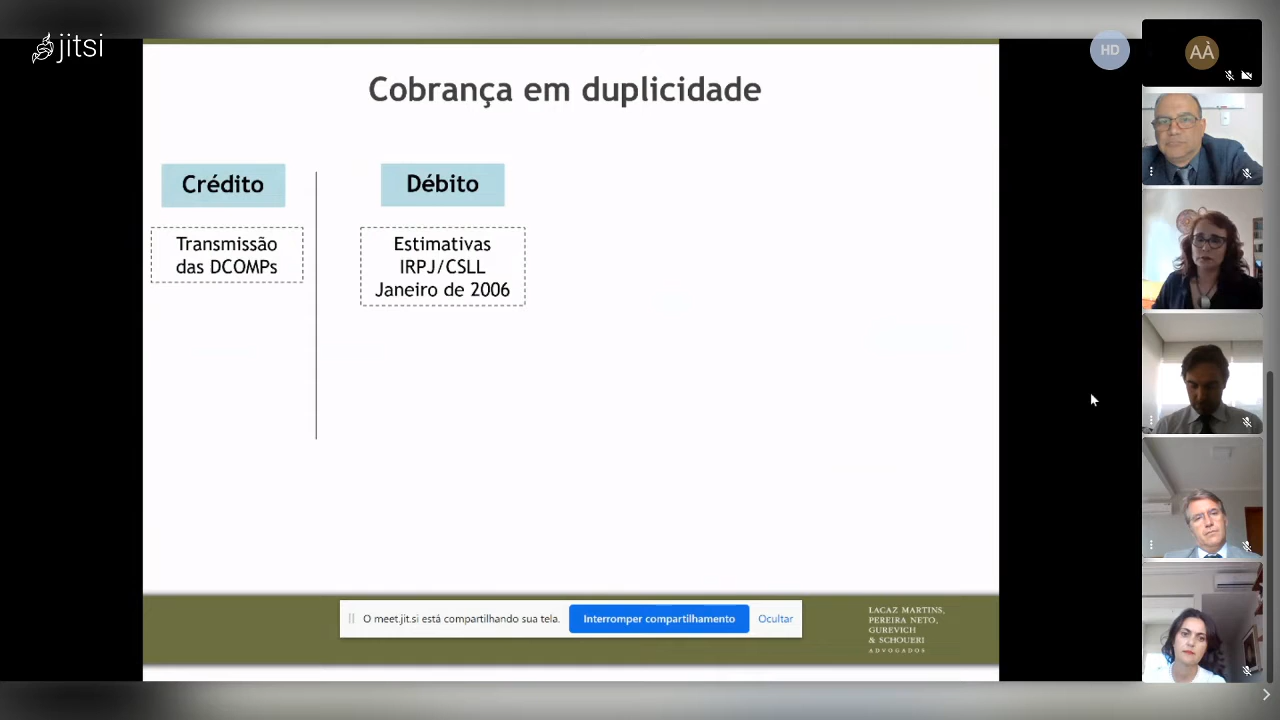 jitsi
HD
AÀ
Cobrança em duplicidade
Crédito
Débito
Transmissão
das DCOMPs
Estimativas
IRPJ/CSLL
Janeiro de 2006
O meet.jit.si está compartilhando sua tela.
Interromper compartilhamento
Ocultar
LACAZ MARTINS,
PEREIRA NETO,
GUREVICH
& SCHOUERI
ADVOGADOS